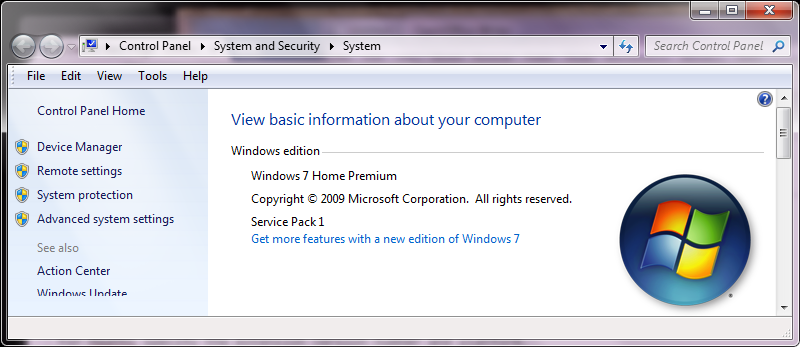 Control Panel System and Security System Search Control Panel
File Edit View Tools Help
Control Panel Home
Device Manager
Remote settings
System protection
Advanced system settings
See also
Action Center
Windows Update
View basic information about your computer
Windows edition
Windows 7 Home Premium
Copyright © 2009 Microsoft Corporation. All rights reserved.
Service Pack 1
Get more features with a new edition of Windows 7